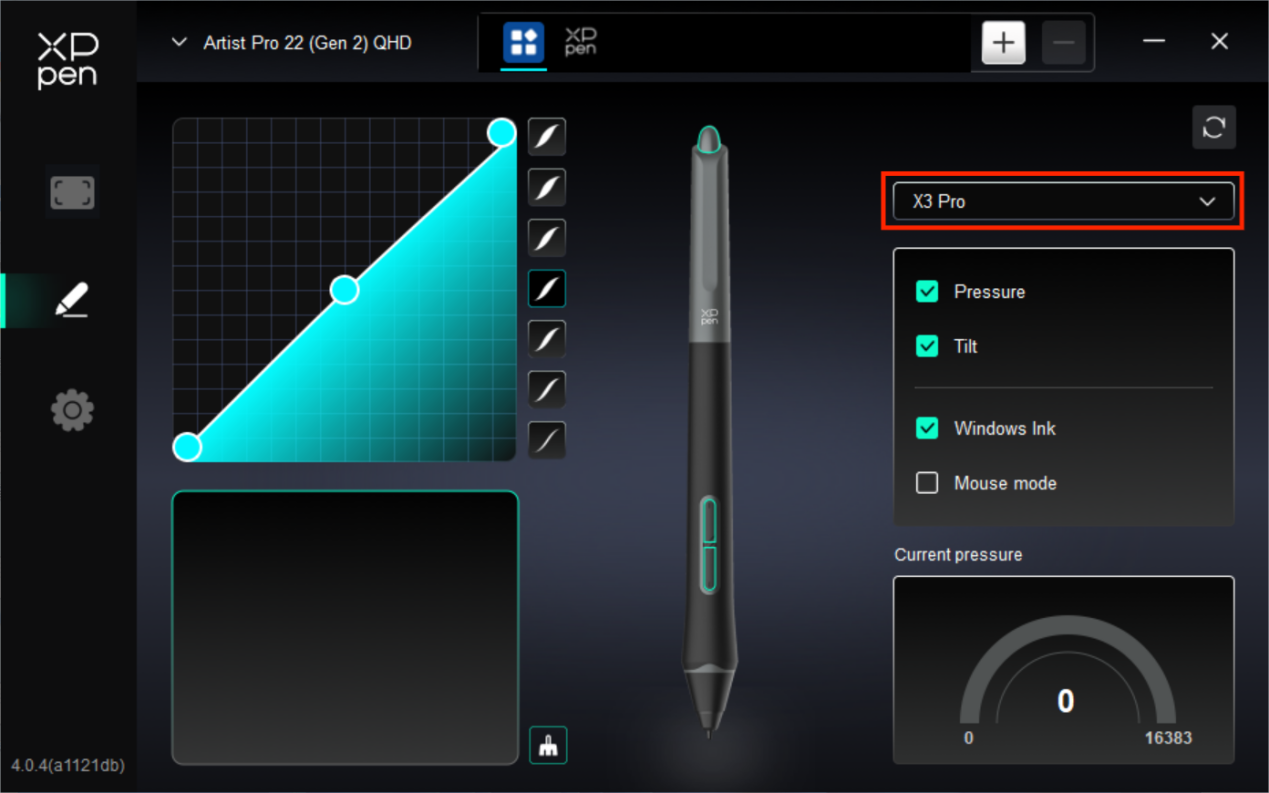 XP
pen
Artist Pro 22 (Gen 2) QHD
XP
pen
X3 Pro
Pressure
Tilt
XP
pen
Windows Ink
Mouse mode
Current pressure
0
0
16383
4.0.4(a1121db)